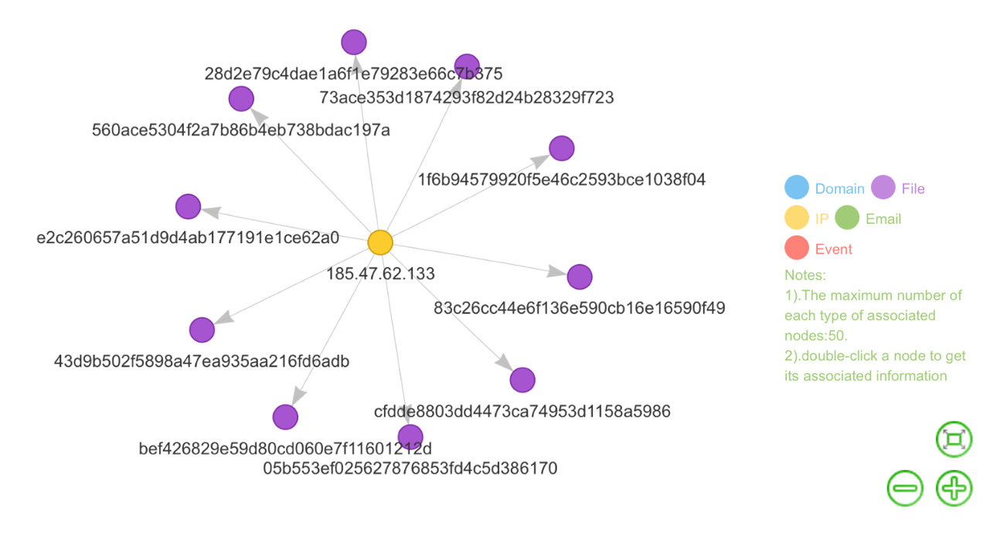 28d2e79c4dae1a6f1e79283e66c7b375
73ace353d1874293f82d24b28329f723
560ace5304f2a7b86b4eb738bdac197a
1f6b94579920f5e46c2593bce1038f04
e2c260657a51d9d4ab177191e1ce62a0
185.47.62.133
83c26cc44e6f136e590cb16e16590f49
43d9b502f5898a47ea935aa216fd6adb
cfdde8803dd4473ca74953d1158a5986
bef426829e59d80cd060e7f11601212d
05b553ef025627876853fd4c5d386170
Domain File
IP Email
Event
Notes:
1).The maximum number of
each type of associated
nodes:50.
2).double-click a node to get
its associated information